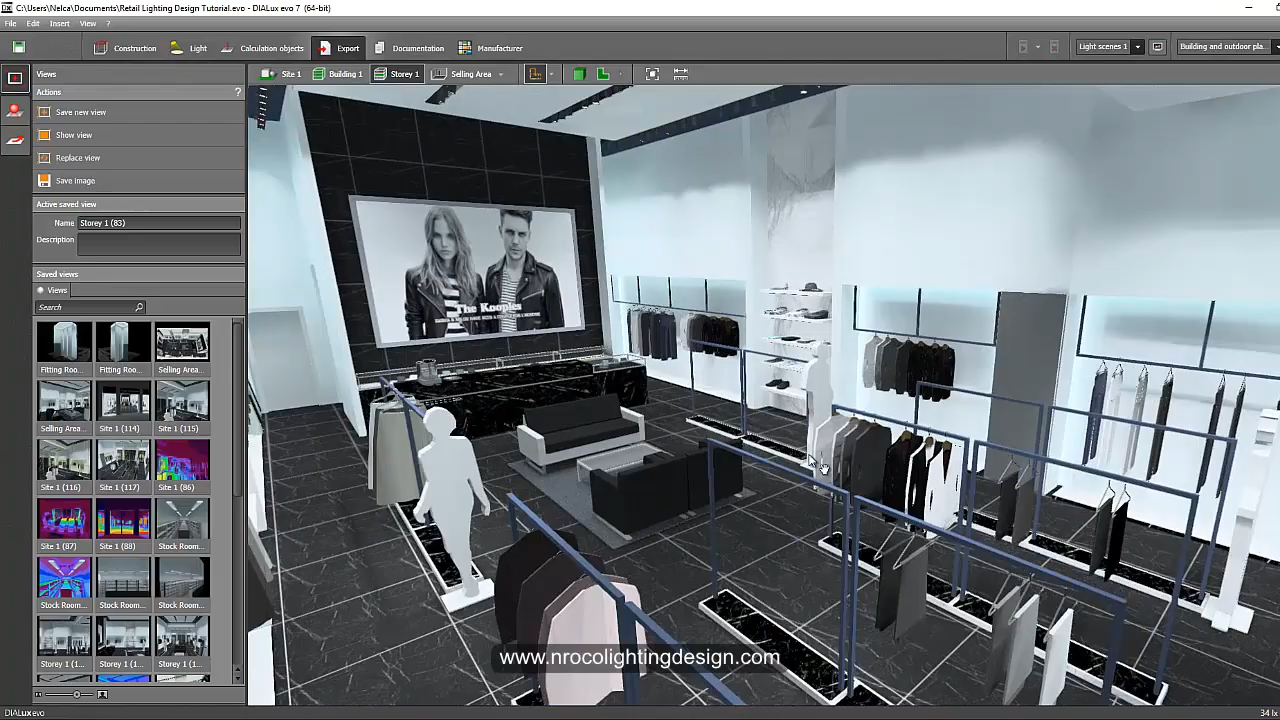 C:\Users\Nelca\Documents\Retail Lighting Design Tutorial.evo - DIALux evo 7 (64-bit)
File Edit Insert View ?
Construction Light Calculation objects Export Documentation Manufacturer Light scenes 1 Building and outdoor pla...
Views Site 1 Building 1 Storey 1 Selling Area
Actions ?
Save new view
Show view
Replace view
Save image
Active saved view
Name Storey 1 (83)
Description
Saved views
Views
Search
Fitting Roo... Fitting Roo... Selling Area...
Selling Area... Site 1 (114) Site 1 (115)
Site 1 (116) Site 1 (117) Site 1 (86)
Site 1 (87) Site 1 (88) Stock Room...
Stock Room... Stock Room... Stock Room...
Storey 1 (1... Storey 1 (1... Storey 1 (1...
The Kooples
www.nrocolightingdesign.com
DIALux evo 34 lx